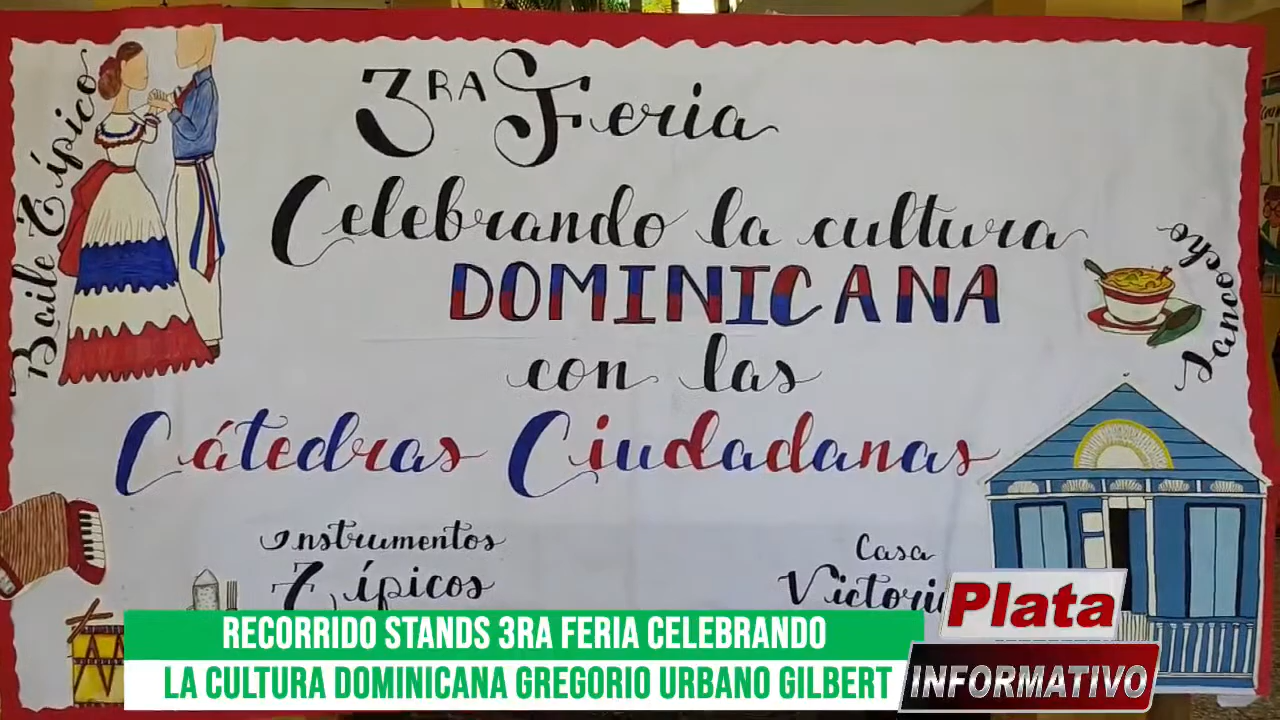 3RA Feria
Celebrando la cultura
DOMINICANA
con las
Cátedras Ciudadanas
Baile Típico
Sancocho
Instrumentos
Típicos
Casa
RECORRIDO STANDS 3RA FERIA CELEBRANDO
LA CULTURA DOMINICANA GREGORIO URBANO GILBERT
Plata
INFORMATIVO